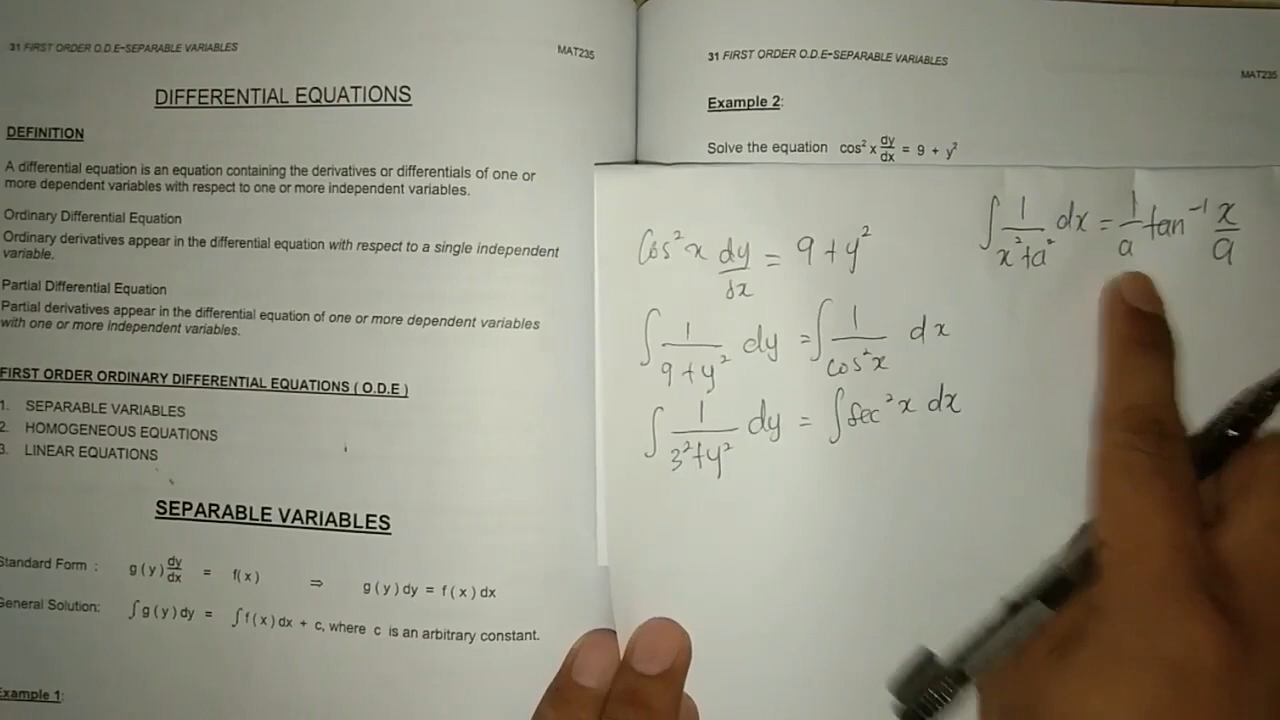 31 FIRST ORDER O.D.E-SEPARABLE VARIABLES
MAT235
DIFFERENTIAL EQUATIONS
DEFINITION
A differential equation is an equation containing the derivatives or differentials of one or
more dependent variables with respect to one or more independent variables.
Ordinary Differential Equation
Ordinary derivatives appear in the differential equation with respect to a single independent
variable.
Partial Differential Equation
Partial derivatives appear in the differential equation of one or more dependent variables
with one or more independent variables.
FIRST ORDER ORDINARY DIFFERENTIAL EQUATIONS ( O.D.E )
1. SEPARABLE VARIABLES
2. HOMOGENEOUS EQUATIONS
3. LINEAR EQUATIONS
SEPARABLE VARIABLES
Standard Form : g ( y ) dy/dx = f( x ) ⇒ g ( y ) dy = f ( x ) dx
General Solution: ∫ g ( y ) dy = ∫ f ( x ) dx + c, where c is an arbitrary constant.
Example 1:
31 FIRST ORDER O.D.E-SEPARABLE VARIABLES
MAT235
Example 2:
Solve the equation cos² x dy/dx = 9 + y²
Cos² x dy/dx = 9 + y²
∫ 1/(9 + y²) dy = ∫ 1/(cos² x) dx
∫ 1/(3² + y²) dy = ∫ sec² x dx
∫ 1/(x² + a²) dx = 1/a tan⁻¹ x/a